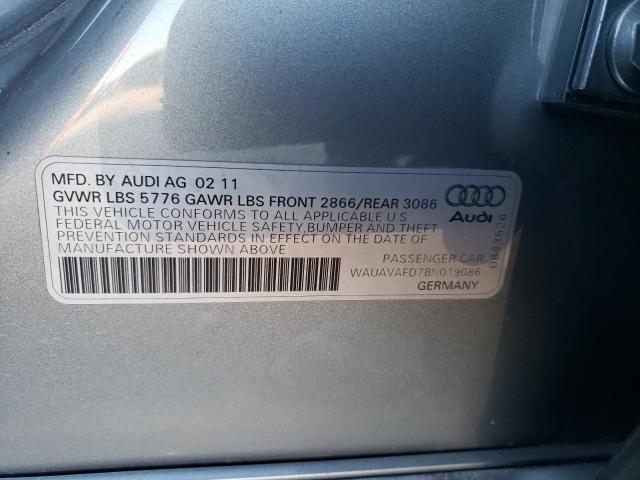 MFD. BY AUDI AG 02 11
GVWR LBS 5776 GAWR LBS FRONT 2866/REAR 3086
THIS VEHICLE CONFORMS TO ALL APPLICABLE U S
FEDERAL MOTOR VEHICLE SAFETY,BUMPER AND THEFT
PREVENTION STANDARDS IN EFFECT ON THE DATE OF
MANUFACTURE SHOWN ABOVE
Audi
0843526
PASSENGER CAR
WAUAVAFD7BN019086
GERMANY